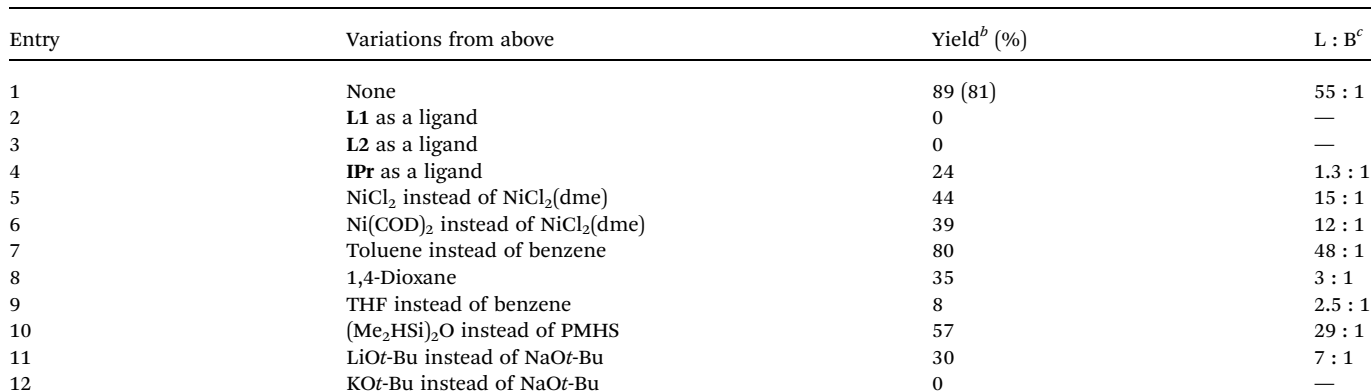 Entry Variations from above Yield^b (%) L : B^c
1 None 89 (81) 55 : 1
2 L1 as a ligand 0 —
3 L2 as a ligand 0 —
4 IPr as a ligand 24 1.3 : 1
5 NiCl₂ instead of NiCl₂(dme) 44 15 : 1
6 Ni(COD)₂ instead of NiCl₂(dme) 39 12 : 1
7 Toluene instead of benzene 80 48 : 1
8 1,4-Dioxane 35 3 : 1
9 THF instead of benzene 8 2.5 : 1
10 (Me₂HSi)₂O instead of PMHS 57 29 : 1
11 LiOt-Bu instead of NaOt-Bu 30 7 : 1
12 KOt-Bu instead of NaOt-Bu 0 —